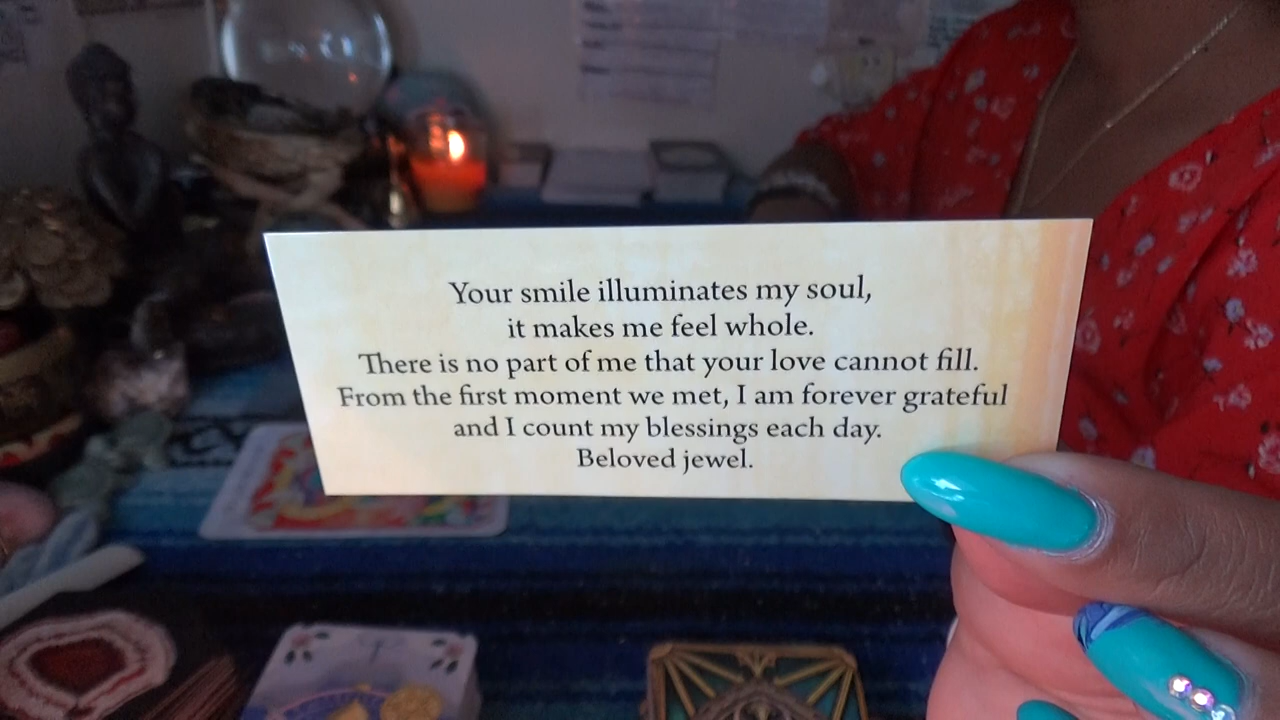 Your smile illuminates my soul,
it makes me feel whole.
There is no part of me that your love cannot fill.
From the first moment we met, I am forever grateful
and I count my blessings each day.
Beloved jewel.